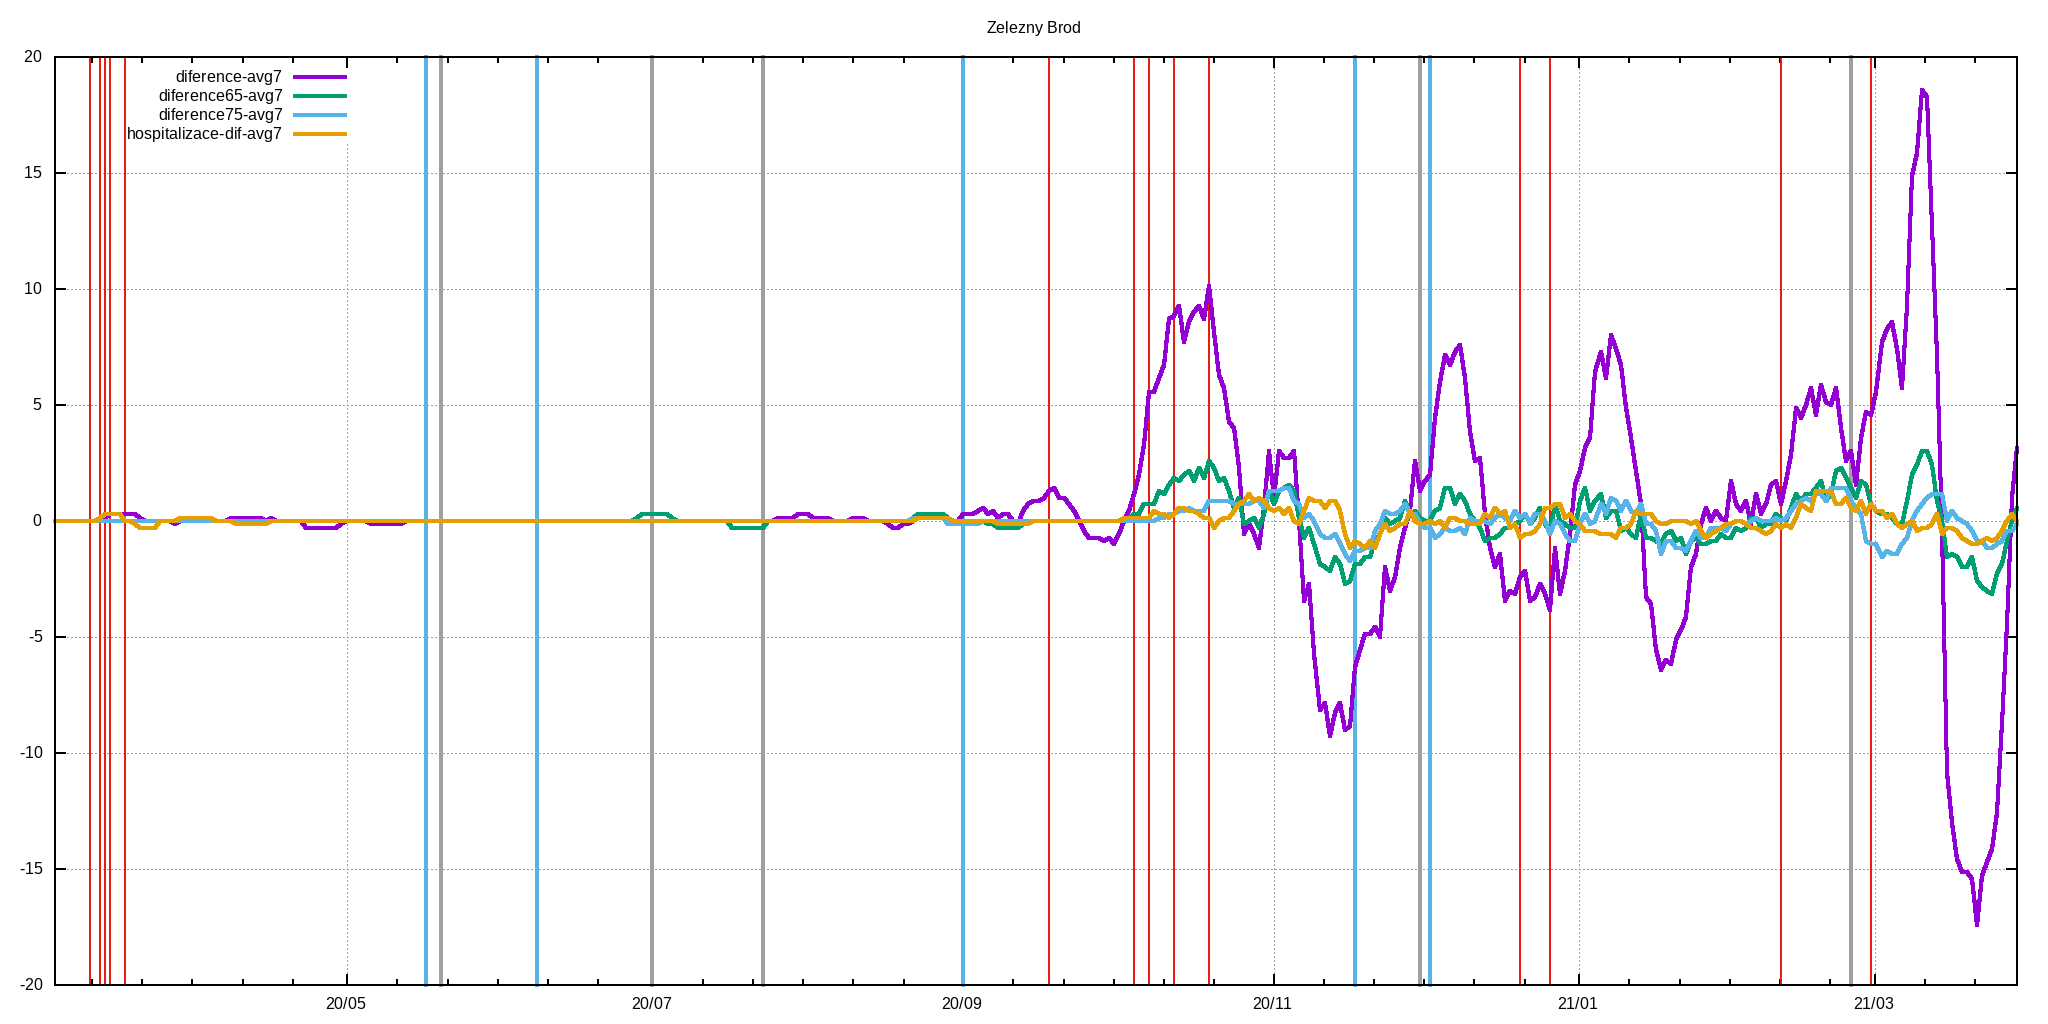 Zelezny Brod
diference-avg7
diference65-avg7
diference75-avg7
hospitalizace-dif-avg7
20
15
10
5
0
-5
-10
-15
-20
20/05 20/07 20/09 20/11 21/01 21/03